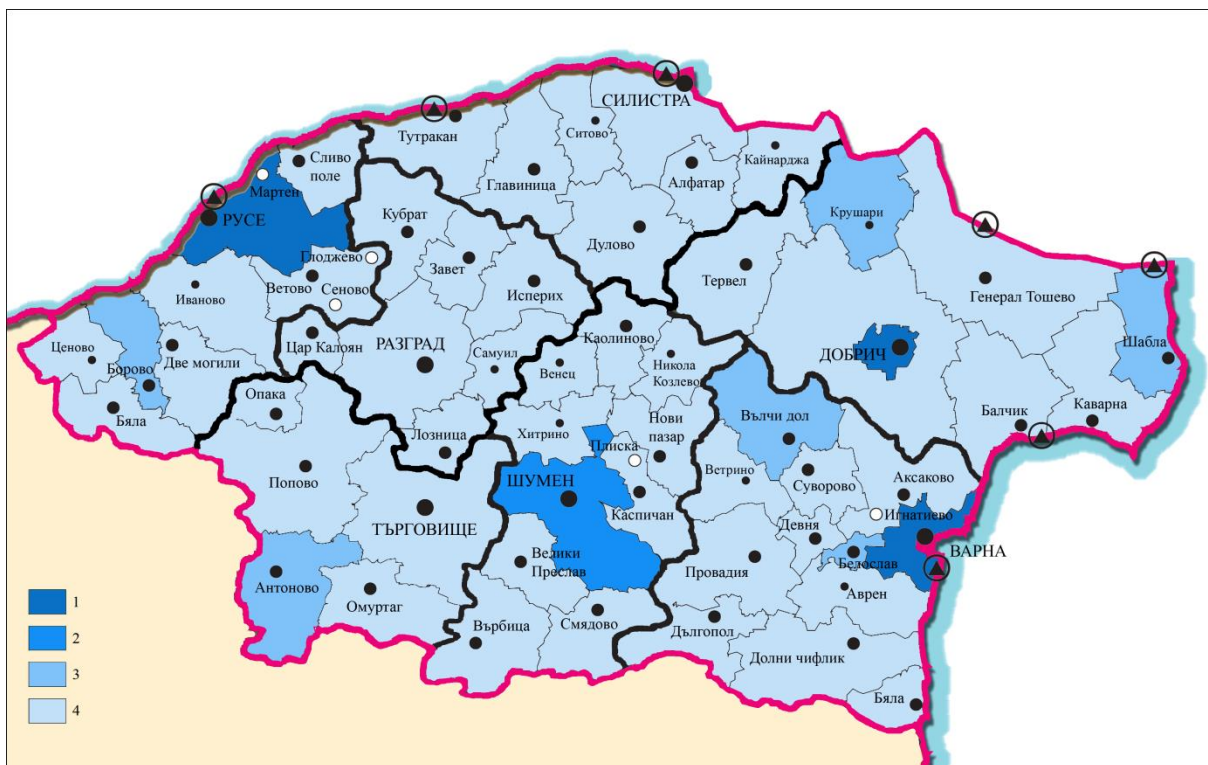 СИЛИСТРА
Тутракан
Ситово
Кайнарджа
Сливо
поле
Мартен
Главиница
Алфатар
РУСЕ
Кубрат
Крушари
Дулово
Глоджево
Завет
Тервел
Ветово
Сеново
Исперих
Генерал Тошево
Иваново
Каолиново
Ценово
Две могили
Цар Калоян
РАЗГРАД
Самуил
Венец
Никола
Козлево
ДОБРИЧ
Шабла
Борово
Опака
Бяла
Лозница
Хитрино
Нови
пазар
Вълчи дол
Балчик
Каварна
Плиска
Попово
Ветрино
Суворово
Аксаково
ШУМЕН
ТЪРГОВИЩЕ
Каспичан
Девня
Игнатиево
ВАРНА
Велики
Преслав
Провадия
Белослав
Антоново
Омуртаг
Аврен
Върбица
Смядово
Дългопол
Долни чифлик
Бяла
1
2
3
4